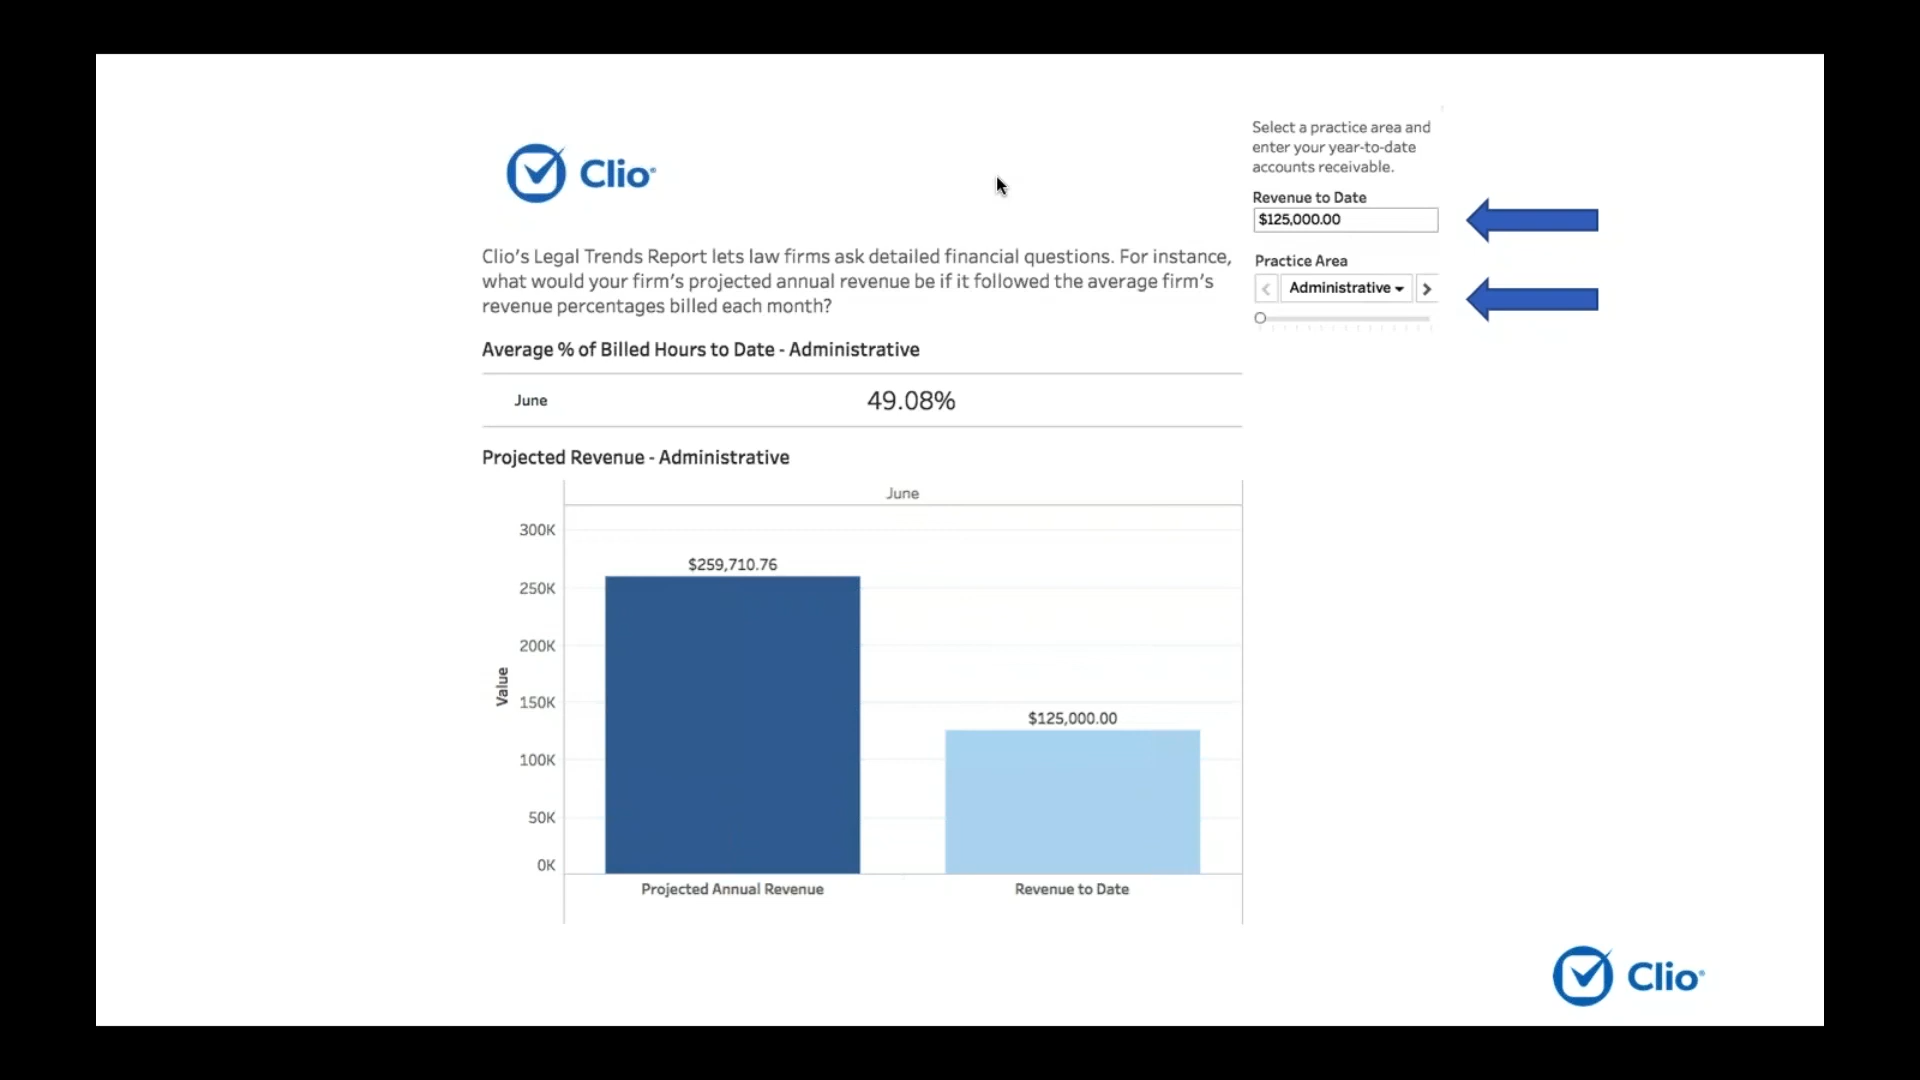 Clio®
Select a practice area and
enter your year-to-date
accounts receivable.
Revenue to Date
$125,000.00
Practice Area
Administrative
Clio's Legal Trends Report lets law firms ask detailed financial questions. For instance,
what would your firm's projected annual revenue be if it followed the average firm's
revenue percentages billed each month?
Average % of Billed Hours to Date - Administrative
June 49.08%
Projected Revenue - Administrative
June
300K
$259,710.76
250K
200K
Value
150K
$125,000.00
100K
50K
0K
Projected Annual Revenue Revenue to Date
Clio®